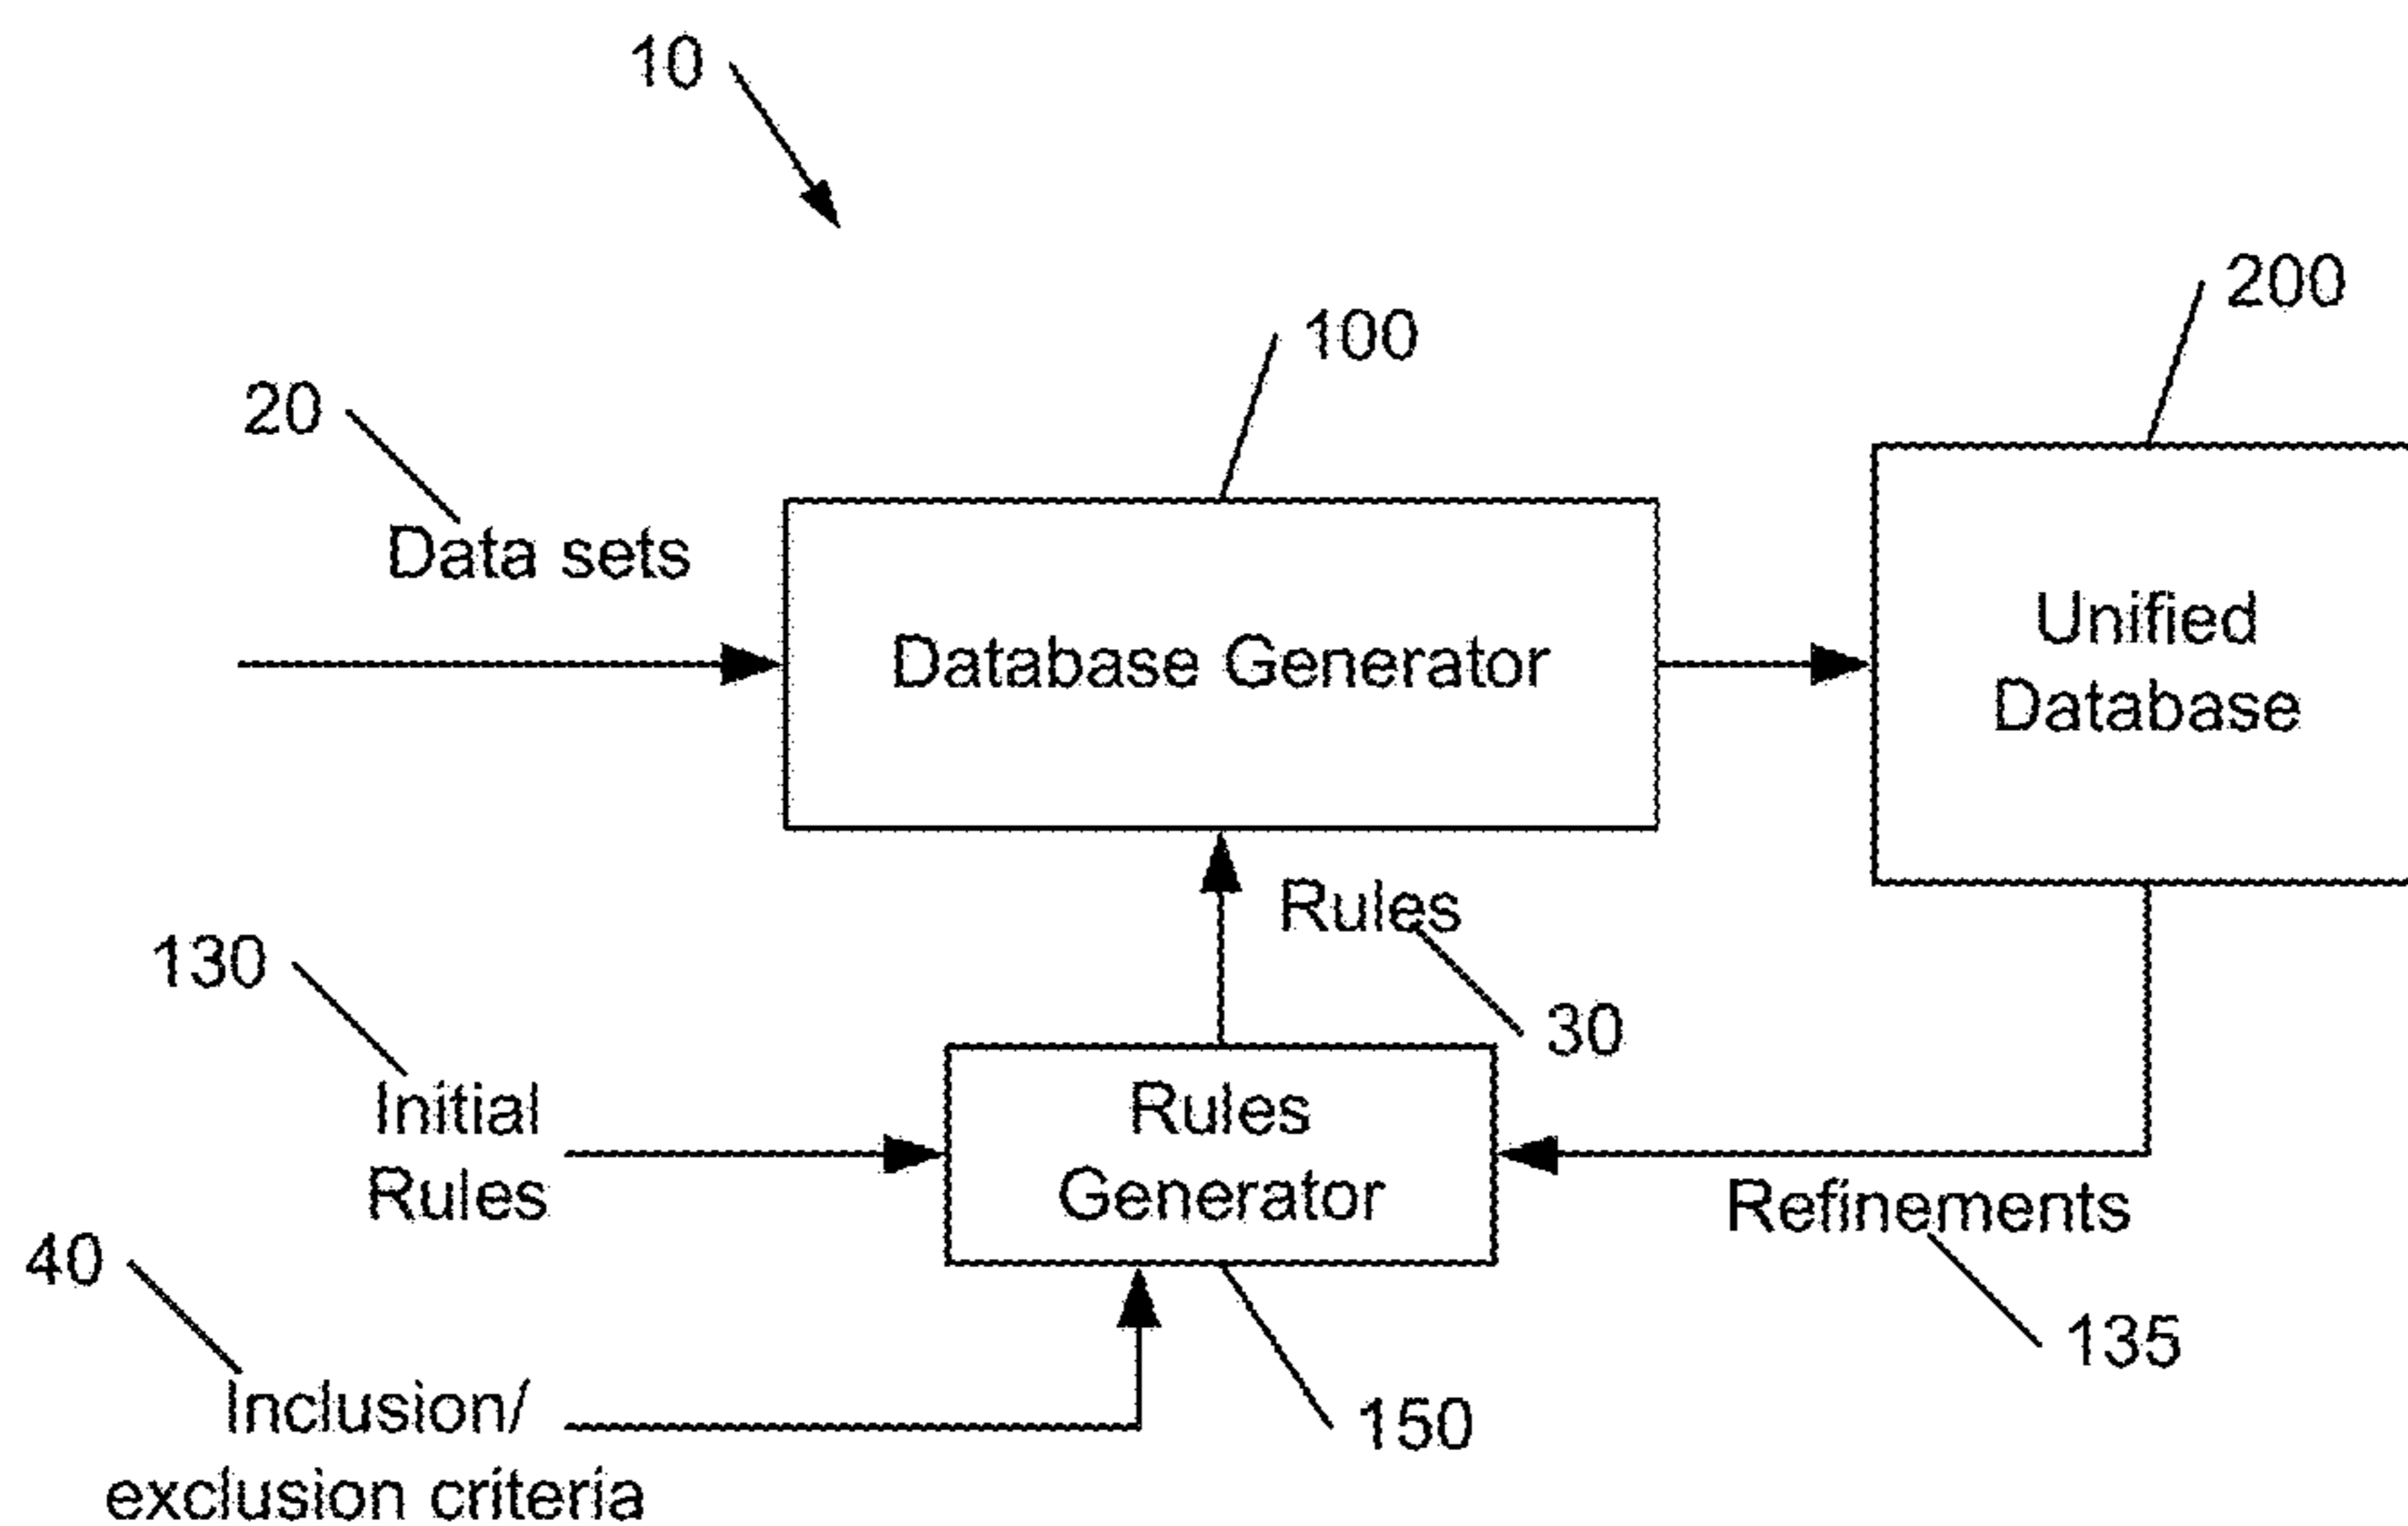 10
200
100
20
Data sets
Database Generator
Unified
Database
Rules
30
130
Initial
Rules
Rules
Generator
Refinements
135
40
Inclusion/
exclusion criteria
150